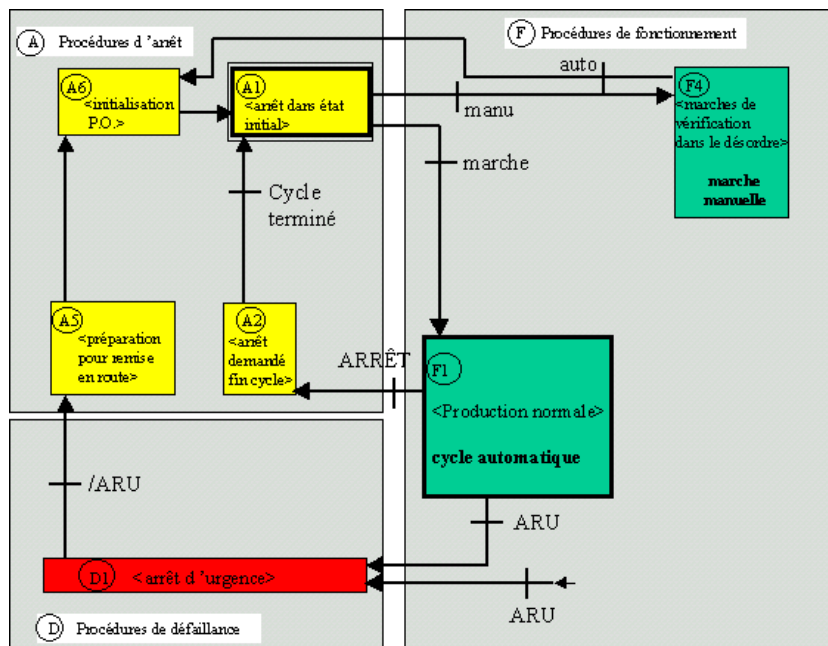 A Procédures d 'arrêt
F Procédures de fonctionnement
auto
A6
<initialisation
P.O.>
A1
<arrêt dans état
initial>
manu
F4
<marches de
vérification
dans le désordre>
marche
manuelle
marche
Cycle
terminé
A5
<préparation
pour remise
en route>
A2
<arrêt
demandé
fin cycle>
ARRÊT
F1
<Production normale>
cycle automatique
/ARU
ARU
D1 <arrêt d 'urgence>
ARU
D Procédures de défaillance